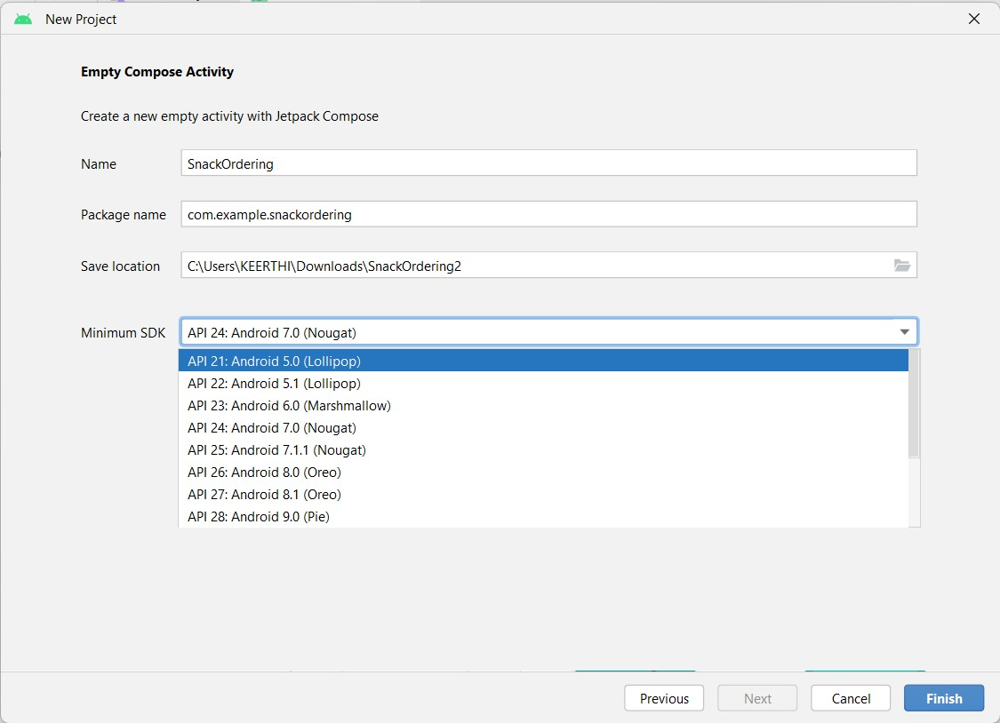 New Project
Empty Compose Activity
Create a new empty activity with Jetpack Compose
Name SnackOrdering
Package name com.example.snackordering
Save location C:\Users\KEERTHI\Downloads\SnackOrdering2
Minimum SDK API 24: Android 7.0 (Nougat)
API 21: Android 5.0 (Lollipop)
API 22: Android 5.1 (Lollipop)
API 23: Android 6.0 (Marshmallow)
API 24: Android 7.0 (Nougat)
API 25: Android 7.1.1 (Nougat)
API 26: Android 8.0 (Oreo)
API 27: Android 8.1 (Oreo)
API 28: Android 9.0 (Pie)
Previous Next Cancel Finish